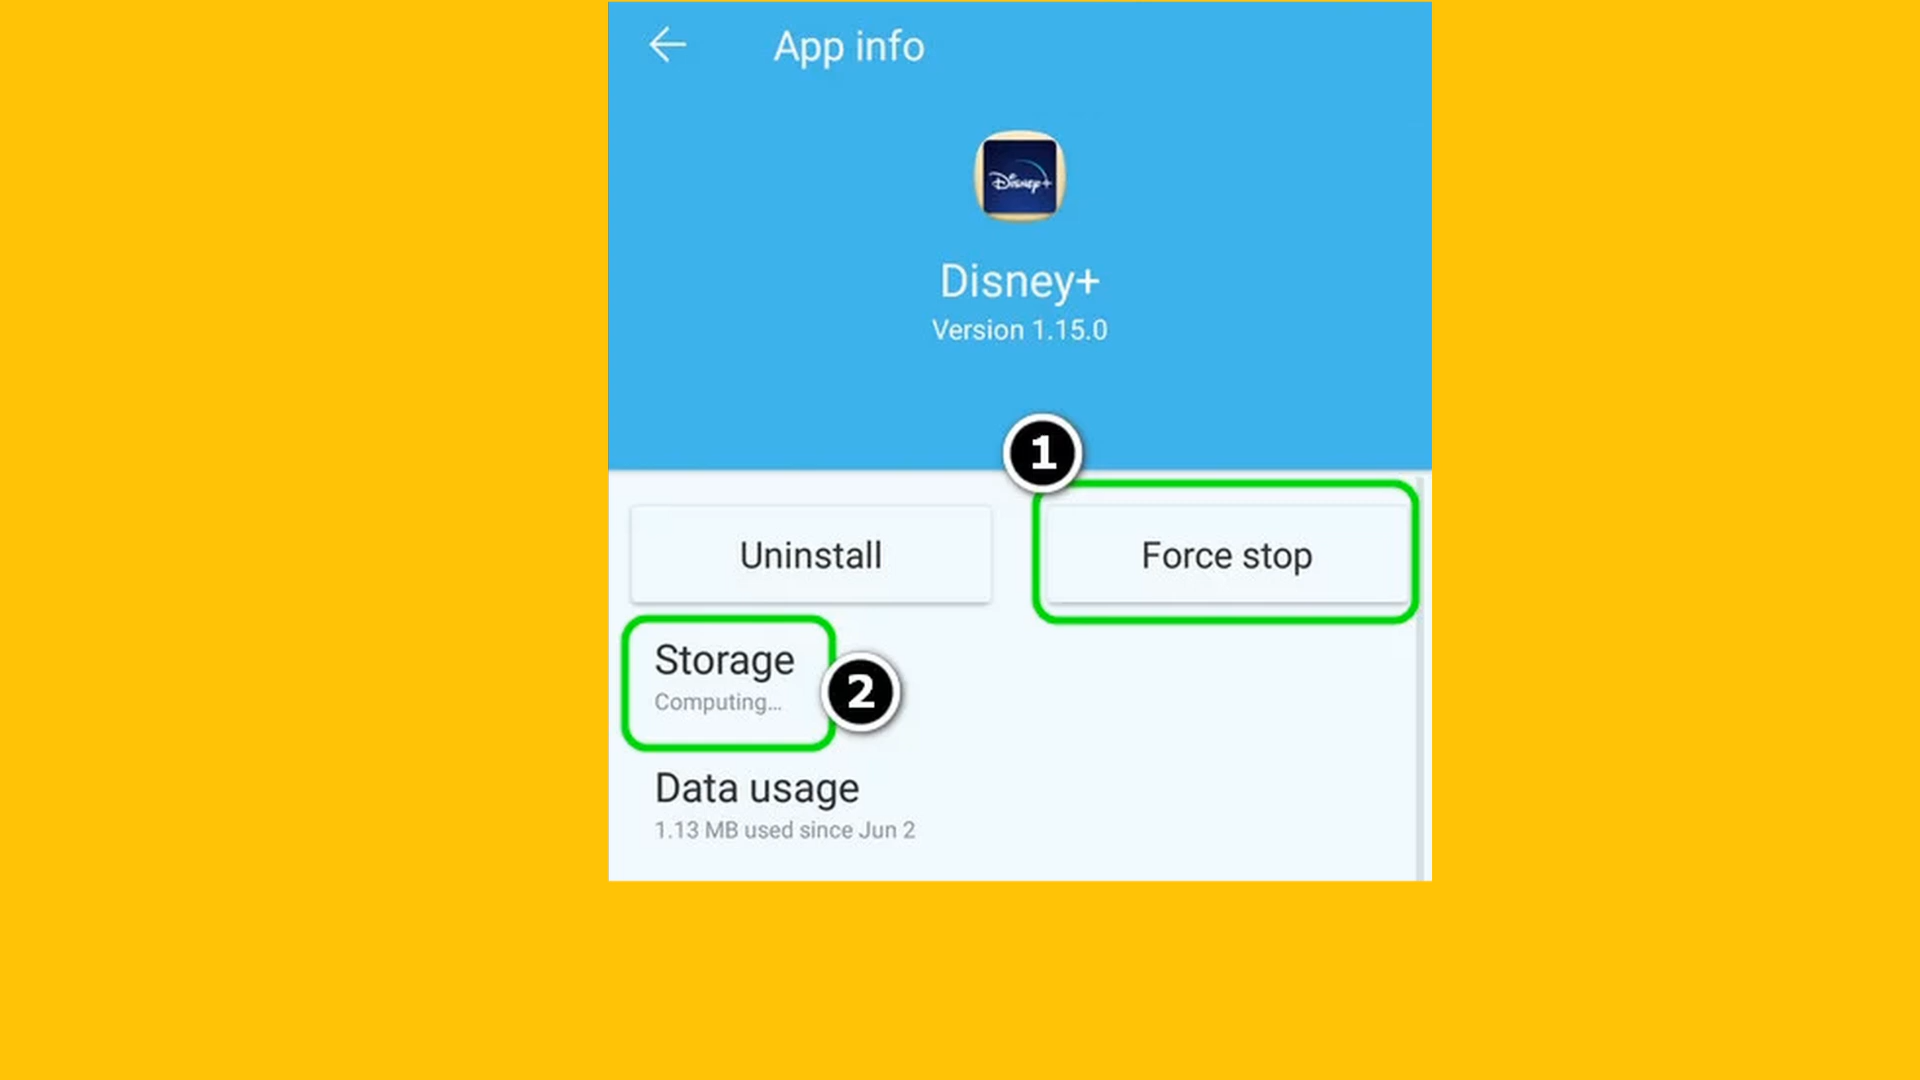 App info
Disney+
Disney+
Version 1.15.0
1
Uninstall
Force stop
Storage
Computing...
2
Data usage
1.13 MB used since Jun 2